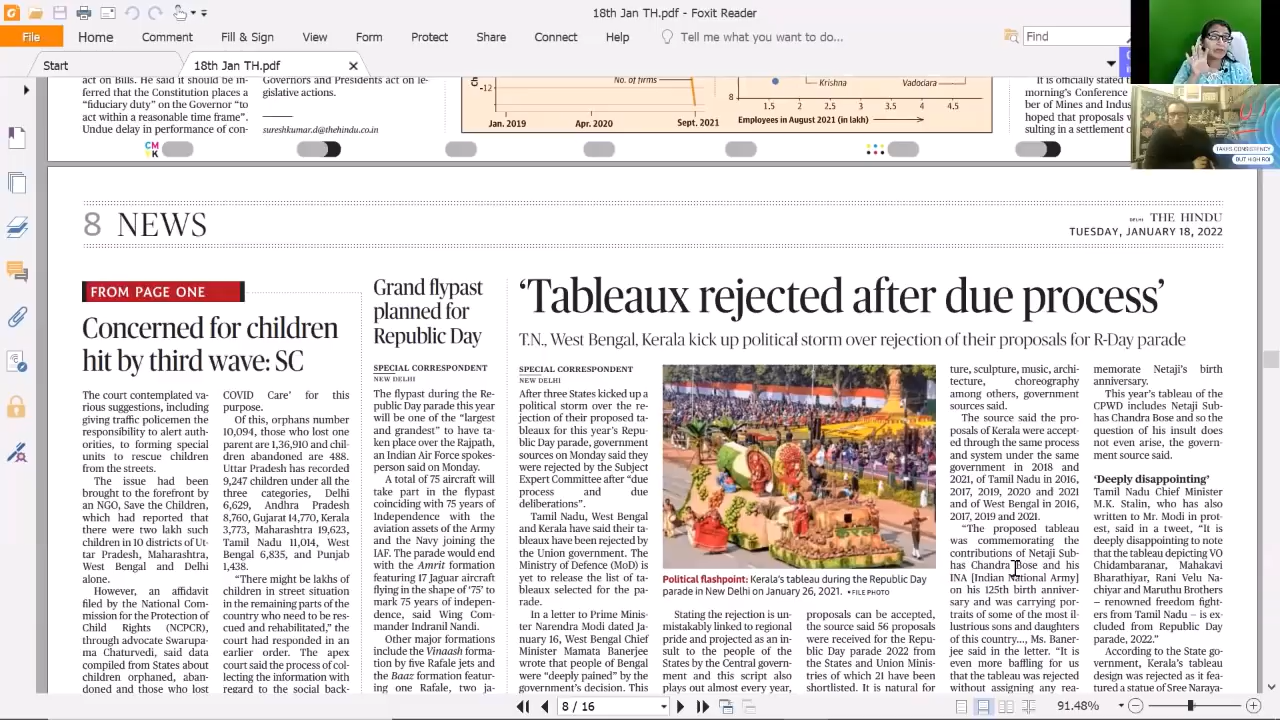 18th Jan TH.pdf - Foxit Reader
File
Home
Comment
Fill & Sign
View
Form
Protect
Share
Connect
Help
Tell me what you want to do...
Find
Start
18th Jan TH.pdf
act on Bills. He said it should be in-
ferred that the Constitution places a
"fiduciary duty" on the Governor "to
act within a reasonable time frame".
Undue delay in performance of con-
Governors and Presidents act on le-
gislative actions.
sureshkumar.d@thehindu.co.in
-12
No. of firms
Jan. 2019
Apr. 2020
Sept. 2021
8
Krishna
Vadodara
1.5 2 2.5 3 3.5 4 4.5
Employees in August 2021 (in lakh)
It is officially stated
morning's Conference
ber of Mines and Indus
hoped that proposals w
sulting in a settlement o
TAKES CONSISTENCY
BUT HIGH ROI
CM
YK
8 NEWS
DELHI THE HINDU
TUESDAY, JANUARY 18, 2022
FROM PAGE ONE
Concerned for children
hit by third wave: SC
The court contemplated va-
rious suggestions, including
giving traffic policemen the
responsibility to alert auth-
orities, to forming special
units to rescue children
from the streets.
The issue had been
brought to the forefront by
an NGO, Save the Children,
which had reported that
there were two lakh such
children in 10 districts of Ut-
tar Pradesh, Maharashtra,
West Bengal and Delhi
alone.
However, an affidavit
filed by the National Com-
mission for the Protection of
Child Rights (NCPCR),
through advocate Swarupa-
ma Chaturvedi, said data
compiled from States about
children orphaned, aban-
doned and those who lost
COVID Care' for this
purpose.
Of this, orphans number
10,094, those who lost one
parent are 1,36,910 and chil-
dren abandoned are 488.
Uttar Pradesh has recorded
9,247 children under all the
three categories, Delhi
6,629, Andhra Pradesh
8,760, Gujarat 14,770, Kerala
3,773, Maharashtra 19,623,
Tamil Nadu 11,014, West
Bengal 6,835, and Punjab
1,438.
"There might be lakhs of
children in street situation
in the remaining parts of the
country who need to be res-
cued and rehabilitated," the
court had responded in an
earlier order. The apex
court said the process of col-
lecting the information with
regard to the social back-
Grand flypast
planned for
Republic Day
SPECIAL CORRESPONDENT
NEW DELHI
The flypast during the Re-
public Day parade this year
will be one of the "largest
and grandest" to have ta-
ken place over the Rajpath,
an Indian Air Force spokes-
person said on Monday.
A total of 75 aircraft will
take part in the flypast
coinciding with 75 years of
Independence with the
aviation assets of the Army
and the Navy joining the
IAF. The parade would end
with the Amrit formation
featuring 17 Jaguar aircraft
flying in the shape of '75' to
mark 75 years of indepen-
dence, said Wing Com-
mander Indranil Nandi.
Other major formations
include the Vinaash forma-
tion by five Rafale jets and
the Baaz formation featur-
ing one Rafale, two ja-
'Tableaux rejected after due process'
T.N., West Bengal, Kerala kick up political storm over rejection of their proposals for R-Day parade
SPECIAL CORRESPONDENT
NEW DELHI
After three States kicked up a
political storm over the re-
jection of their proposed ta-
bleaux for this year's Repu-
blic Day parade, government
sources on Monday said they
were rejected by the Subject
Expert Committee after "due
process and due
deliberations".
Tamil Nadu, West Bengal
and Kerala have said their ta-
bleaux have been rejected by
the Union government. The
Ministry of Defence (MoD) is
yet to release the list of ta-
bleaux selected for the pa-
rade.
In a letter to Prime Minis-
ter Narendra Modi dated Ja-
nuary 16, West Bengal Chief
Minister Mamata Banerjee
wrote that people of Bengal
were "deeply pained" by the
government's decision. This
Political flashpoint: Kerala's tableau during the Republic Day
parade in New Delhi on January 26, 2021. • FILE PHOTO
Stating the rejection is un-
mistakably linked to regional
pride and projected as an in-
sult to the people of the
States by the Central govern-
ment and this script also
plays out almost every year,
proposals can be accepted,
the source said 56 proposals
were received for the Repu-
blic Day parade 2022 from
the States and Union Minis-
tries of which 21 have been
shortlisted. It is natural for
ture, sculpture, music, archi-
tecture, choreography
among others, government
sources said.
The source said the pro-
posals of Kerala were accept-
ed through the same process
and system under the same
government in 2018 and
2021, of Tamil Nadu in 2016,
2017, 2019, 2020 and 2021
and of West Bengal in 2016,
2017, 2019 and 2021.
"The proposed tableau
was commemorating the
contributions of Netaji Sub-
has Chandra Bose and his
INA [Indian National Army]
on his 125th birth anniver-
sary and was carrying por-
traits of some of the most il-
lustrious sons and daughters
of this country..., Ms. Baner-
jee said in the letter. "It is
even more baffling for us
that the tableau was rejected
without assigning any rea-
memorate Netaji's birth
anniversary.
This year's tableau of the
CPWD includes Netaji Sub-
has Chandra Bose and so the
question of his insult does
not even arise, the govern-
ment source said.
'Deeply disappointing'
Tamil Nadu Chief Minister
M.K. Stalin, who has also
written to Mr. Modi in prot-
est, said in a tweet, "It is
deeply disappointing to note
that the tableau depicting VO
Chidambaranar, Mahakavi
Bharathiyar, Rani Velu Na-
chiyar and Maruthu Brothers
– renowned freedom fight-
ers from Tamil Nadu – is ex-
cluded from Republic Day
parade, 2022."
According to the State go-
vernment, Kerala's tableau
design was rejected as it fea-
tured a statue of Sree Naraya-
8 / 16
91.48%